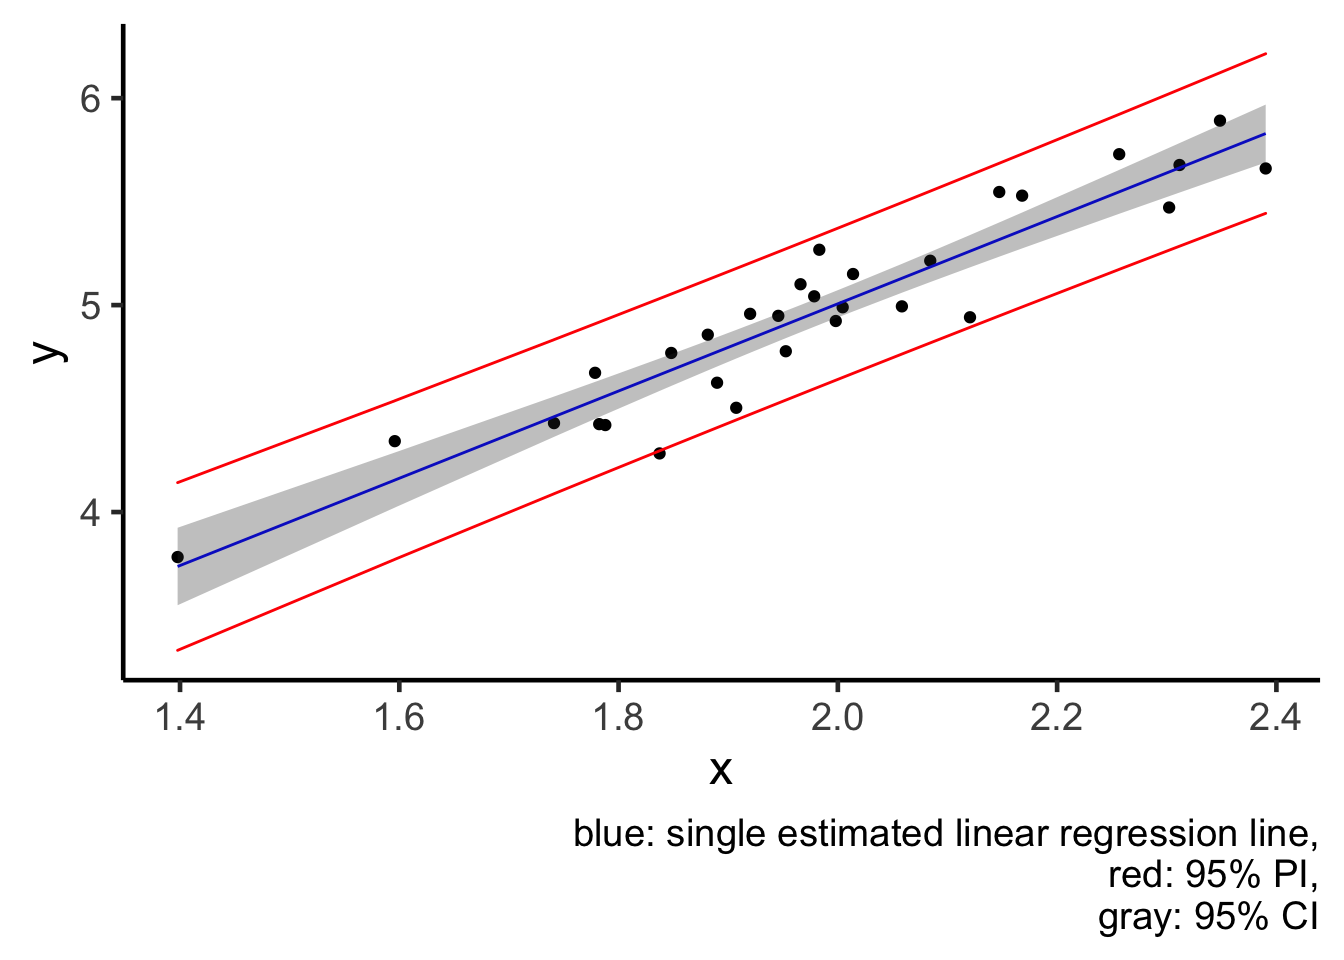 6
5
4
y
1.4 1.6 1.8 2.0 2.2 2.4
x
blue: single estimated linear regression line,
red: 95% PI,
gray: 95% CI